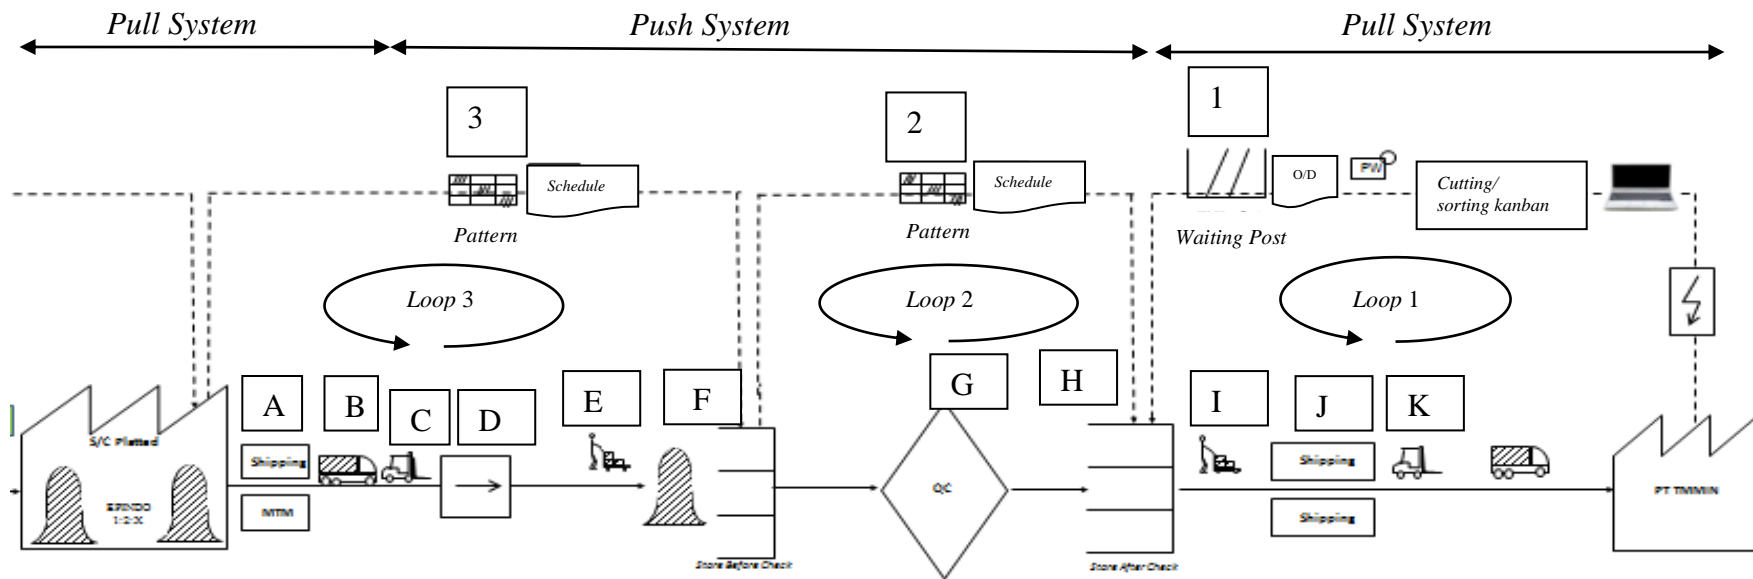 Pull System
Push System
Pull System
3
2
1
Schedule
Schedule
O/D
PW
Cutting/
sorting kanban
Pattern
Pattern
Waiting Post
Loop 3
Loop 2
Loop 1
A
B
C
D
E
F
G
H
I
J
K
S/C Platted
Shipping
MTM
1:2:X
QC
Shipping
Shipping
PT TMMIN
Store Before Check
Store After Check